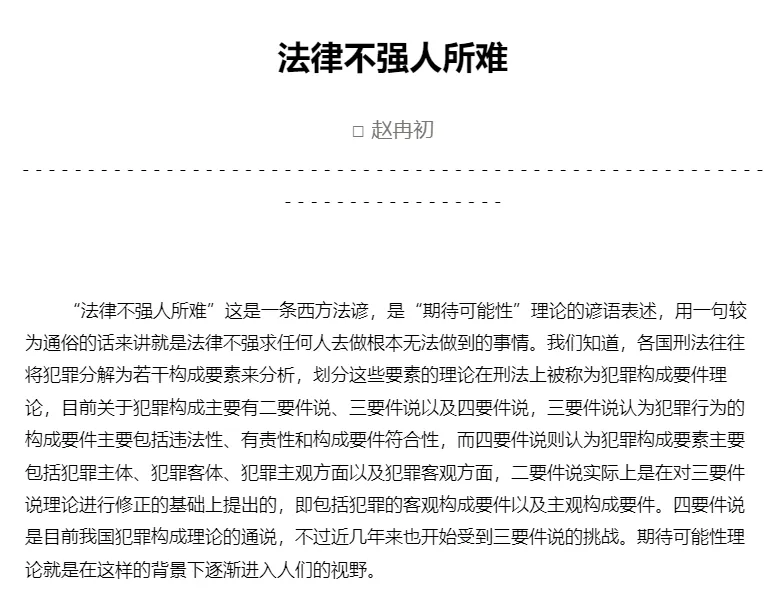 法律不强人所难
□ 赵冉初
- - - - - - - - - - - - - - - - - - - - - - - - - - - - - - - - - - - - - - - - - - - - - - - - - - - - - - - - -
- - - - - - - - - - - - - - - - -
“法律不强人所难”这是一条西方法谚，是“期待可能性”理论的谚语表述，用一句较
为通俗的话来讲就是法律不强求任何人去做根本无法做到的事情。我们知道，各国刑法往往
将犯罪分解为若干构成要素来分析，划分这些要素的理论在刑法上被称为犯罪构成要件理
论，目前关于犯罪构成主要有二要件说、三要件说以及四要件说，三要件说认为犯罪行为的
构成要件主要包括违法性、有责性和构成要件符合性，而四要件说则认为犯罪构成要素主要
包括犯罪主体、犯罪客体、犯罪主观方面以及犯罪客观方面，二要件说实际上是在对三要件
说理论进行修正的基础上提出的，即包括犯罪的客观构成要件以及主观构成要件。四要件说
是目前我国犯罪构成理论的通说，不过近几年来也开始受到三要件说的挑战。期待可能性理
论就是在这样的背景下逐渐进入人们的视野。